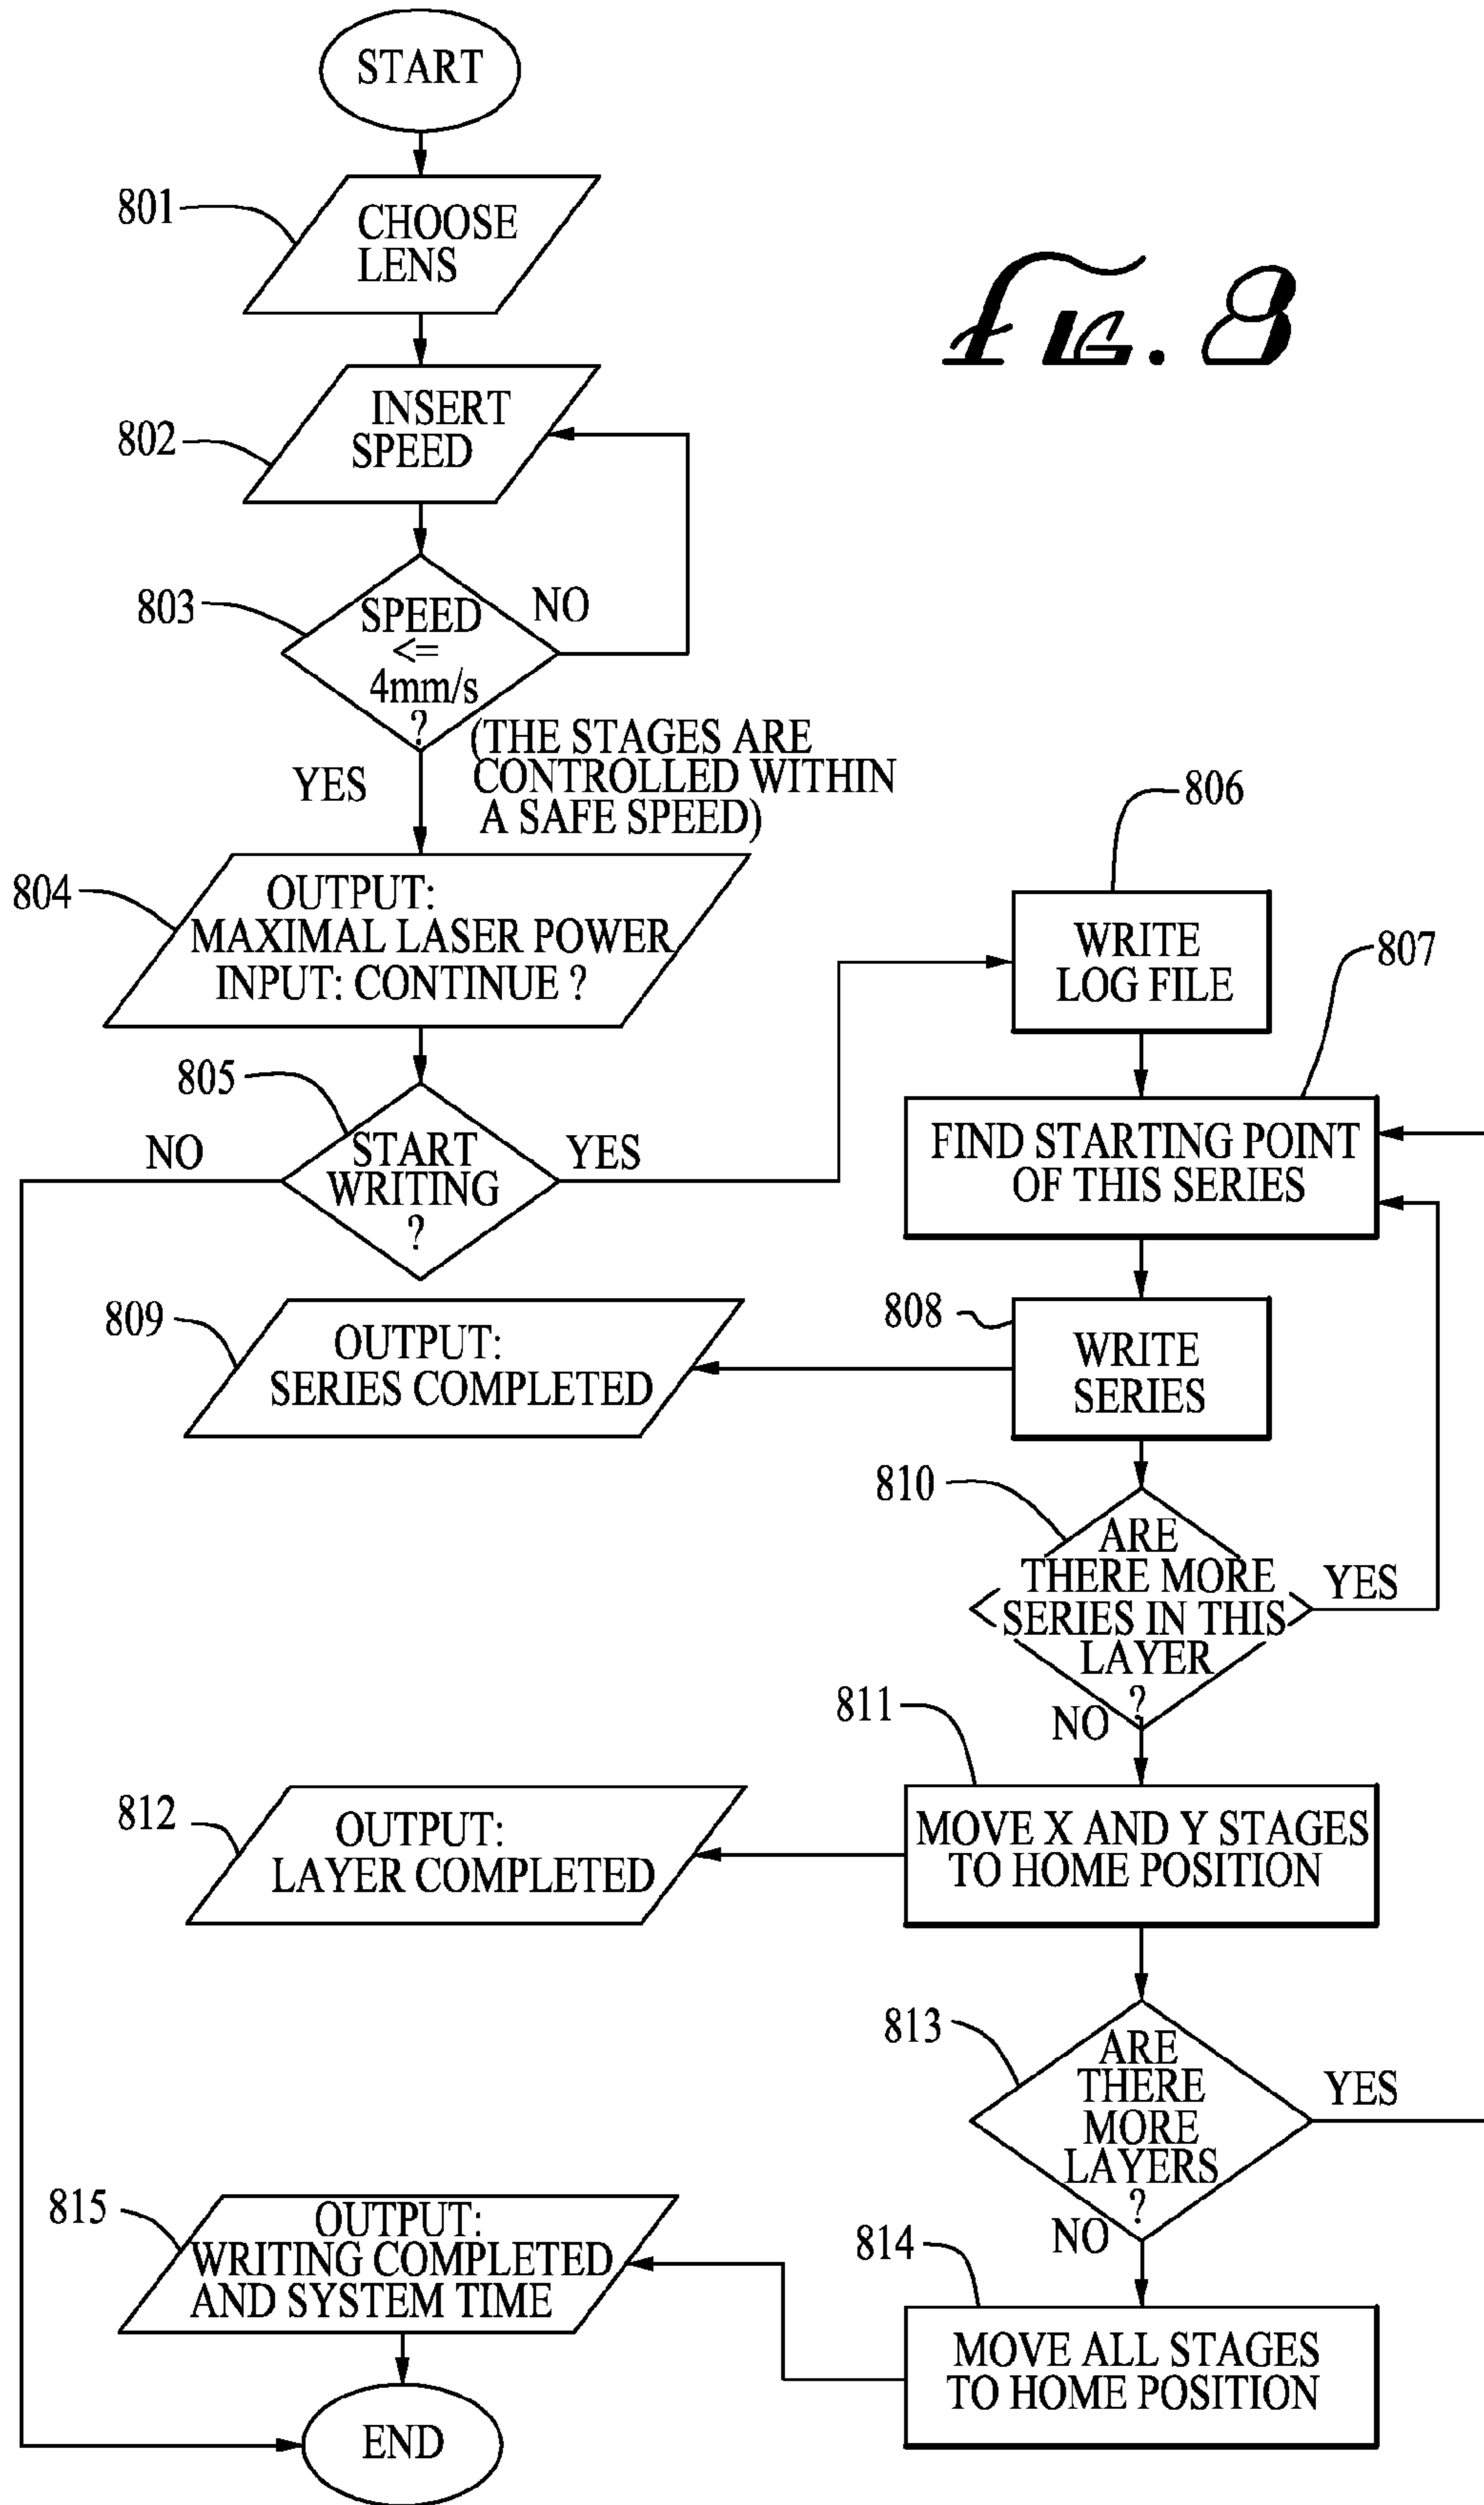 START
801
CHOOSE
LENS
FIG. 8
802
INSERT
SPEED
803
SPEED
<=
4mm/s
?
NO
YES
(THE STAGES ARE
CONTROLLED WITHIN
A SAFE SPEED)
804
OUTPUT:
MAXIMAL LASER POWER
INPUT: CONTINUE ?
805
START
WRITING
?
NO
YES
806
WRITE
LOG FILE
807
FIND STARTING POINT
OF THIS SERIES
808
WRITE
SERIES
809
OUTPUT:
SERIES COMPLETED
810
ARE
THERE MORE
SERIES IN THIS
LAYER
?
YES
NO
811
MOVE X AND Y STAGES
TO HOME POSITION
812
OUTPUT:
LAYER COMPLETED
813
ARE
THERE
MORE
LAYERS
?
YES
NO
814
MOVE ALL STAGES
TO HOME POSITION
815
OUTPUT:
WRITING COMPLETED
AND SYSTEM TIME
END